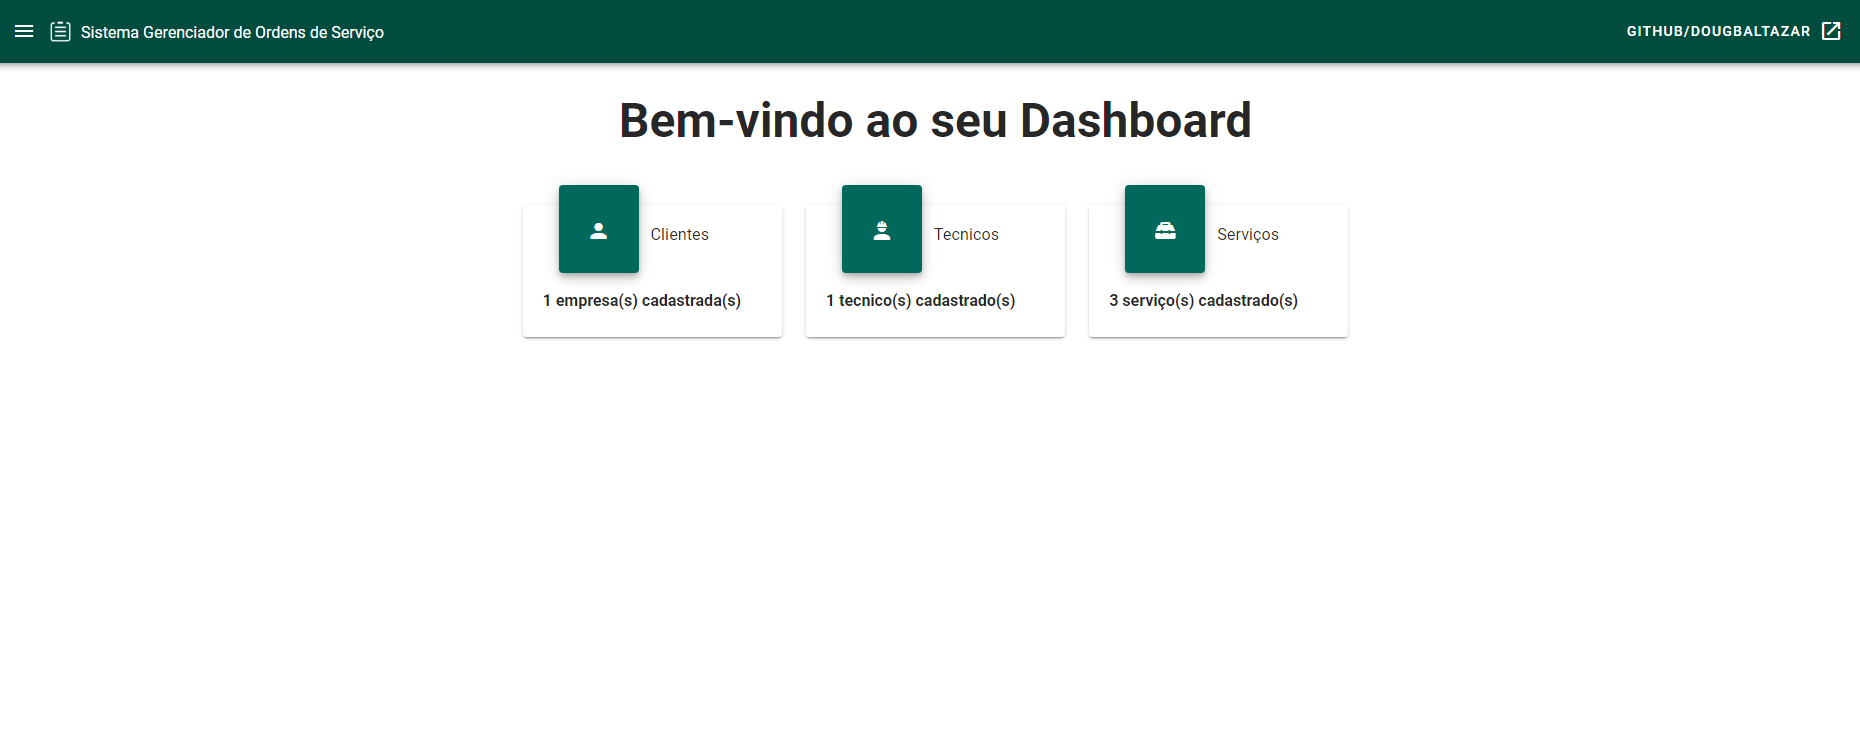 Sistema Gerenciador de Ordens de Serviço
GITHUB/DOUGBALTAZAR
Bem-vindo ao seu Dashboard
Clientes
1 empresa(s) cadastrada(s)
Tecnicos
1 tecnico(s) cadastrado(s)
Serviços
3 serviço(s) cadastrado(s)